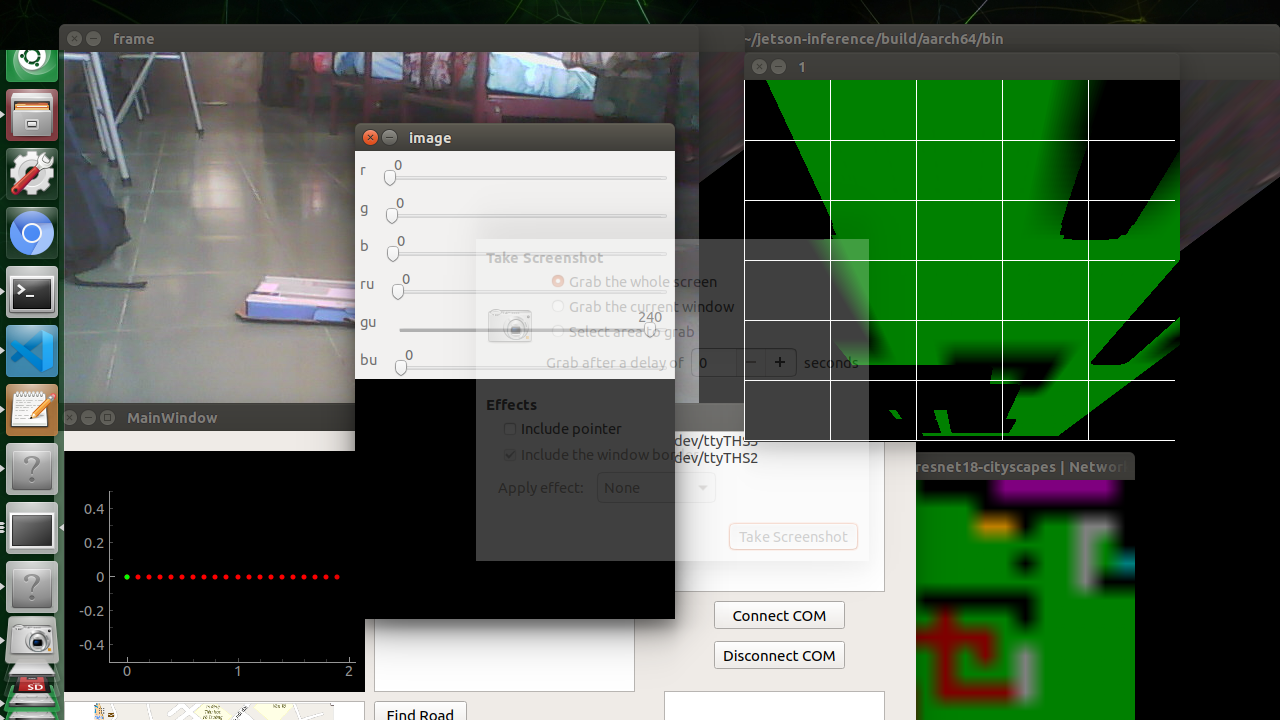 frame
~/jetson-inference/build/aarch64/bin
1
image
r 0
g 0
b 0
ru 0
gu 240
bu 0
Take Screenshot
Grab the whole screen
Grab the current window
Select area to grab
Grab after a delay of 0 seconds
Effects
Include pointer
Include the window bor
Apply effect: None
Take Screenshot
MainWindow
dev/ttyTHS3
dev/ttyTHS2
resnet18-cityscapes | Network
0.4
0.2
0
-0.2
-0.4
0 1 2
Connect COM
Disconnect COM
Find Road
SD